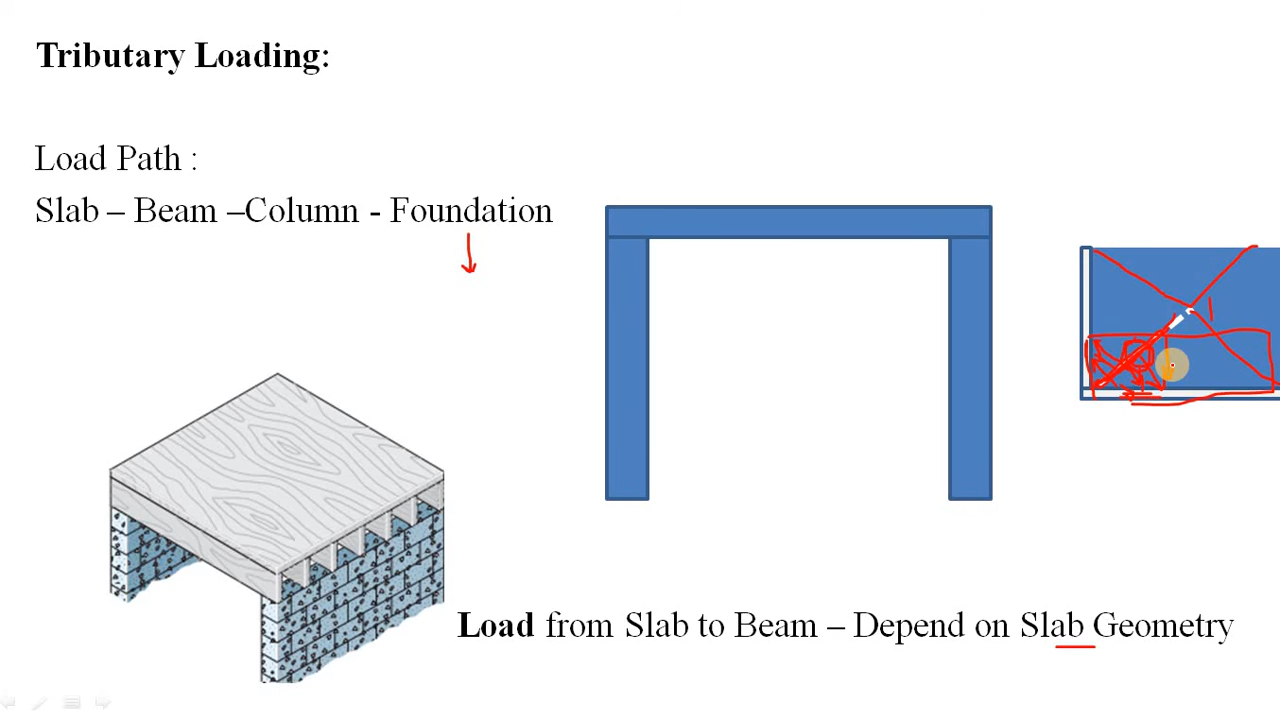 Tributary Loading:
Load Path :
Slab – Beam –Column - Foundation
Load from Slab to Beam – Depend on Slab Geometry